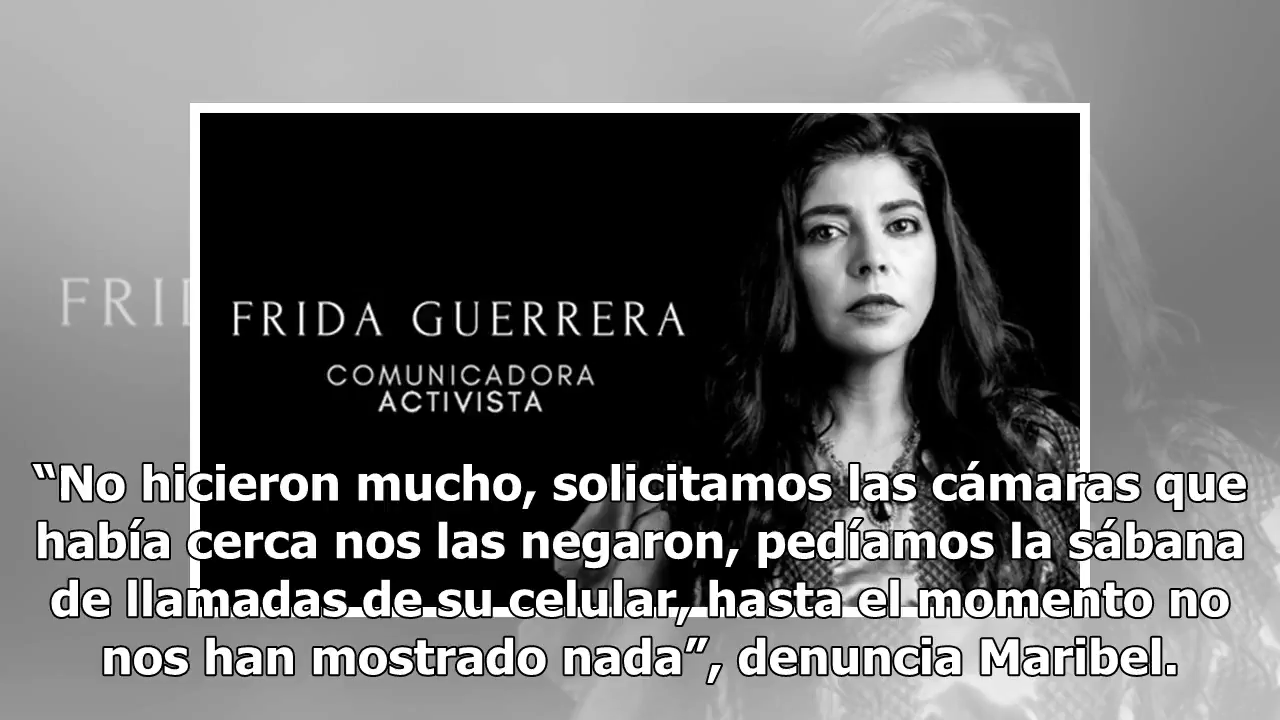 FRIDA GUERRERA
COMUNICADORA
ACTIVISTA
“No hicieron mucho, solicitamos las cámaras que
había cerca nos las negaron, pedíamos la sábana
de llamadas de su celular, hasta el momento no
nos han mostrado nada”, denuncia Maribel.
FRI